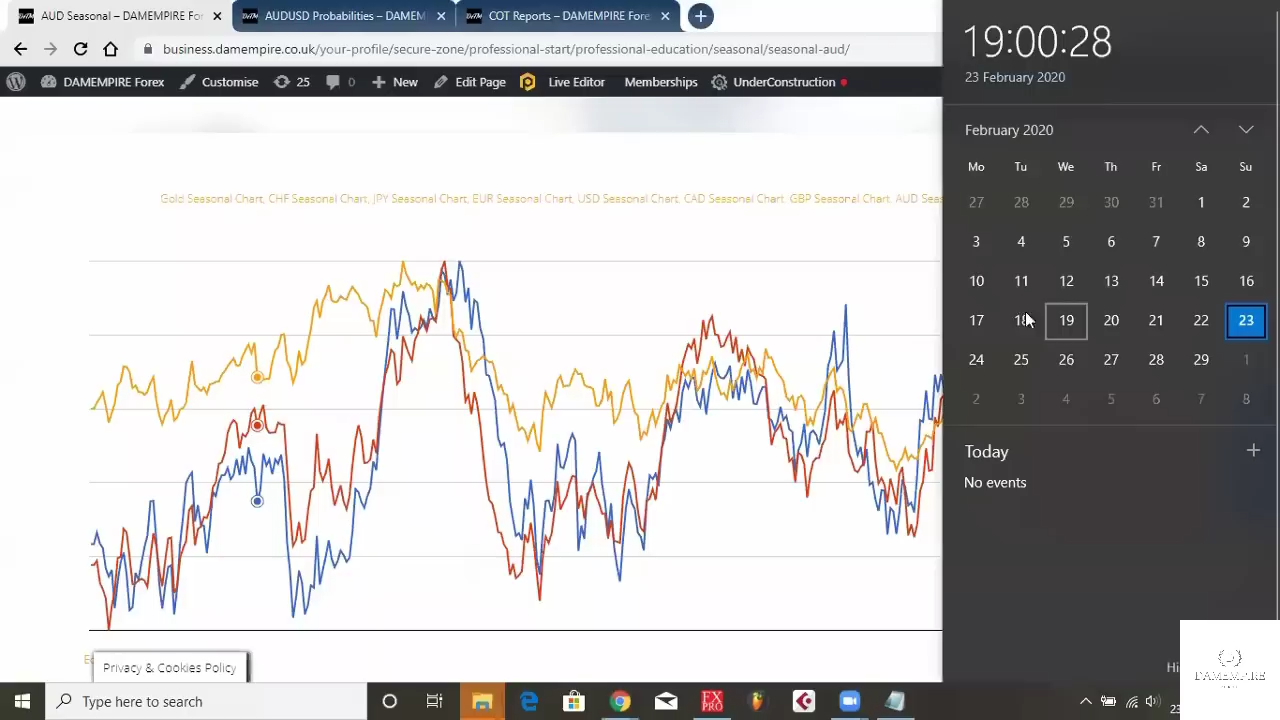 AUD Seasonal – DAMEMPIRE For
AUDUSD Probabilities – DAMEM
COT Reports – DAMEMPIRE Fore
business.damempire.co.uk/your-profile/secure-zone/professional-start/professional-education/seasonal/seasonal-aud/
DAMEMPIRE Forex Customise 25 0 New Edit Page Live Editor Memberships UnderConstruction
Gold Seasonal Chart, CHF Seasonal Chart, JPY Seasonal Chart, EUR Seasonal Chart, USD Seasonal Chart, CAD Seasonal Chart, GBP Seasonal Chart, AUD Seas
Privacy & Cookies Policy
19:00:28
23 February 2020
February 2020
Mo Tu We Th Fr Sa Su
27 28 29 30 31 1 2
3 4 5 6 7 8 9
10 11 12 13 14 15 16
17 18 19 20 21 22 23
24 25 26 27 28 29 1
2 3 4 5 6 7 8
Today
No events
DAMEMPIRE
Type here to search
FX
PRO